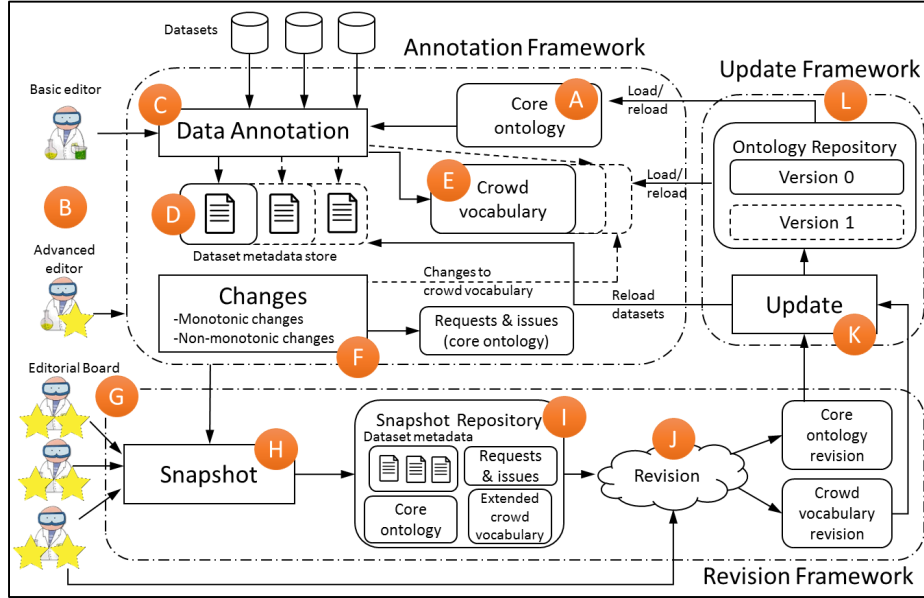 Datasets
Annotation Framework
Update Framework
Basic editor
C
Data Annotation
Core
ontology
A
Load/
reload
L
Ontology Repository
Version 0
Version 1
B
D
Dataset metadata store
E
Crowd
vocabulary
Load/
reload
Advanced
editor
Changes
-Monotonic changes
-Non-monotonic changes
F
Changes to
crowd vocabulary
Requests & issues
(core ontology)
Reload
datasets
Update
K
Editorial Board
G
Snapshot
H
Snapshot Repository
I
Dataset metadata
Requests
& issues
Core
ontology
Extended
crowd
vocabulary
J
Revision
Core
ontology
revision
Crowd
vocabulary
revision
Revision Framework